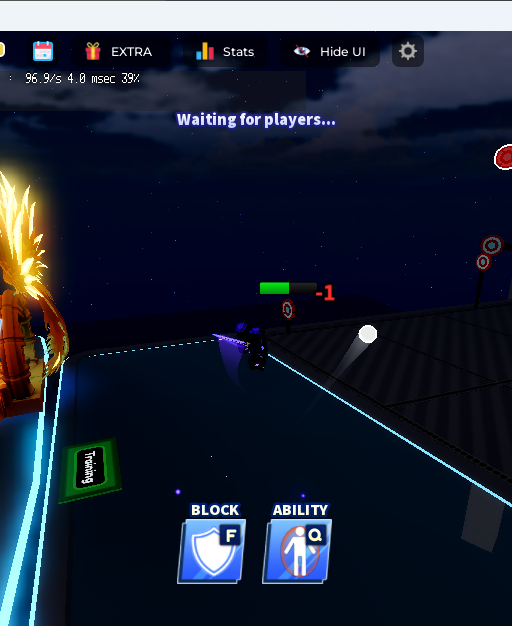 EXTRA
Stats
Hide UI
: 96.9/s 4.0 msec 39%
Waiting for players...
-1
Training
BLOCK
ABILITY
F
Q